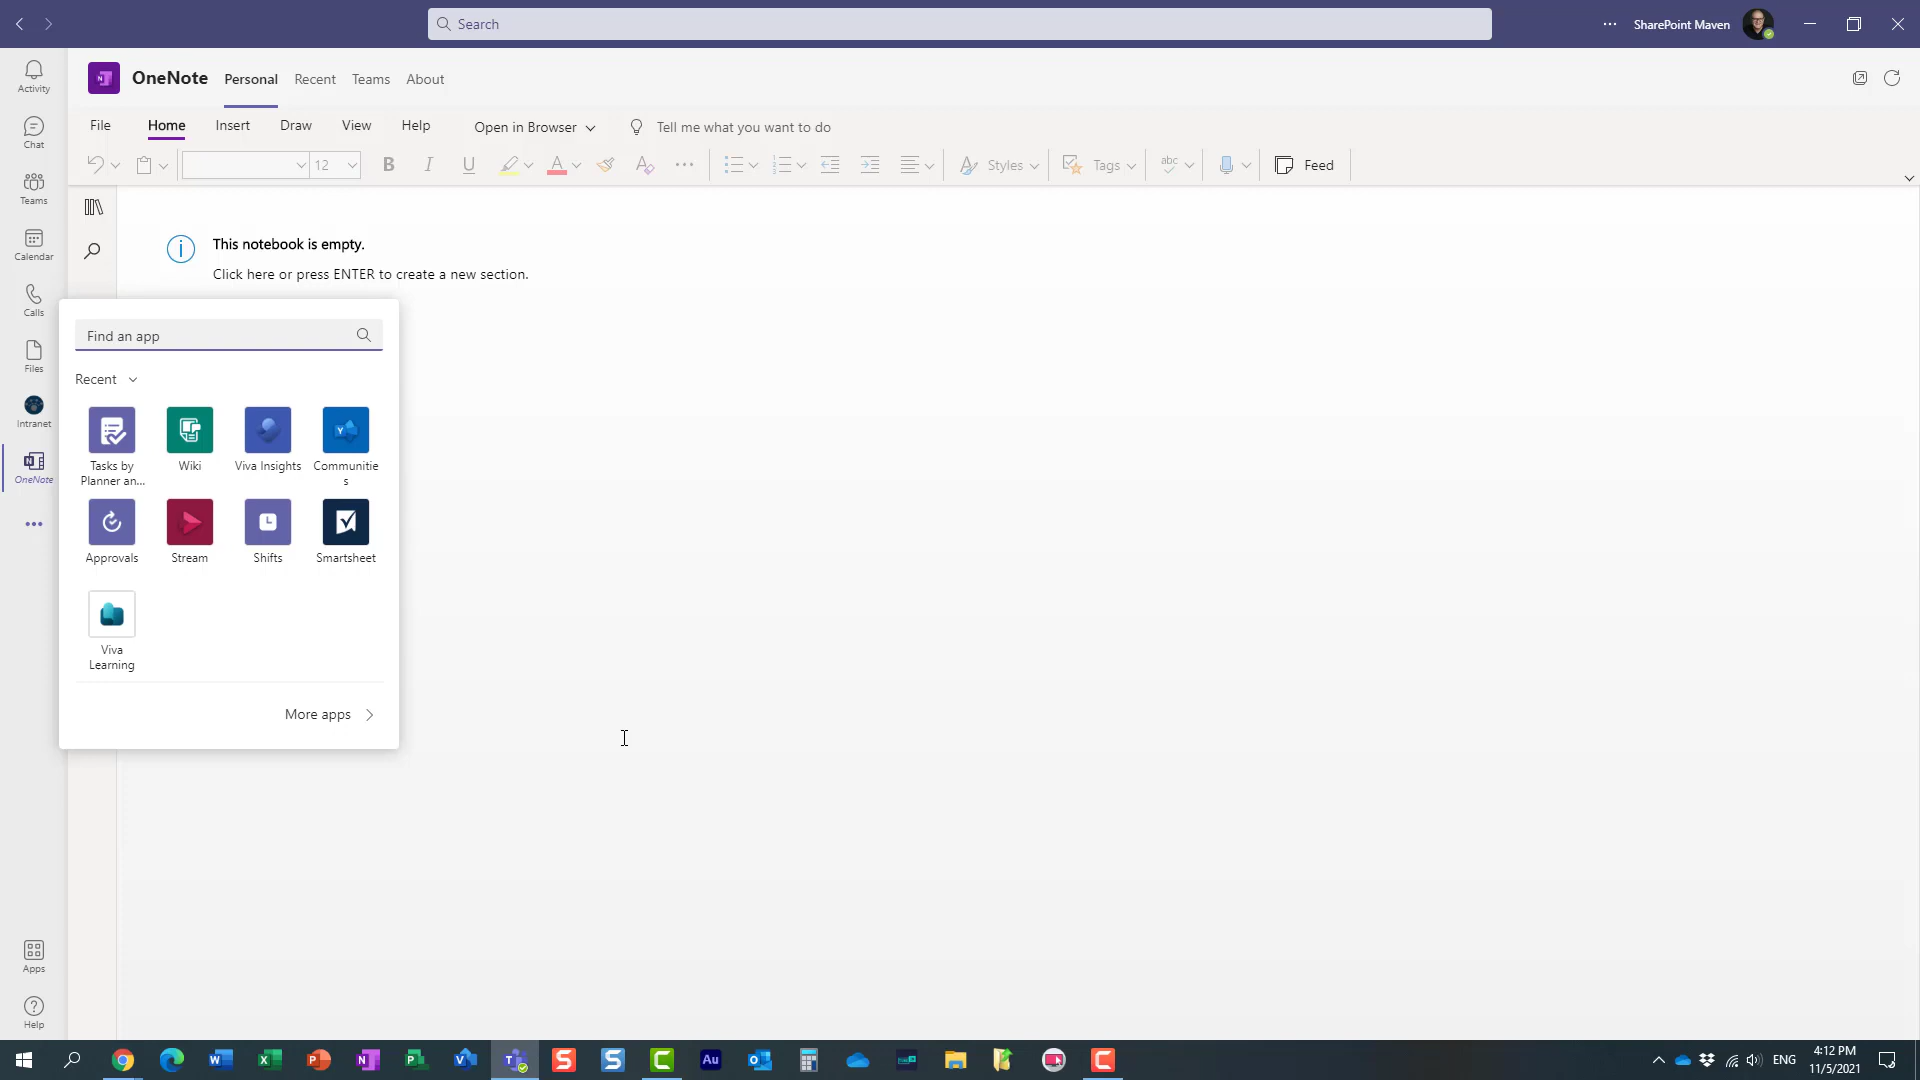 Search
SharePoint Maven
Activity
Chat
Teams
Calendar
Calls
Files
Intranet
OneNote
Apps
Help
OneNote Personal Recent Teams About
File Home Insert Draw View Help Open in Browser Tell me what you want to do
12 B I U A A Styles Tags abc Feed
This notebook is empty.
Click here or press ENTER to create a new section.
Find an app
Recent
Tasks by
Planner an...
Wiki
Viva Insights
Communitie
s
Approvals
Stream
Shifts
Smartsheet
Viva
Learning
More apps
ENG
4:12 PM
11/5/2021